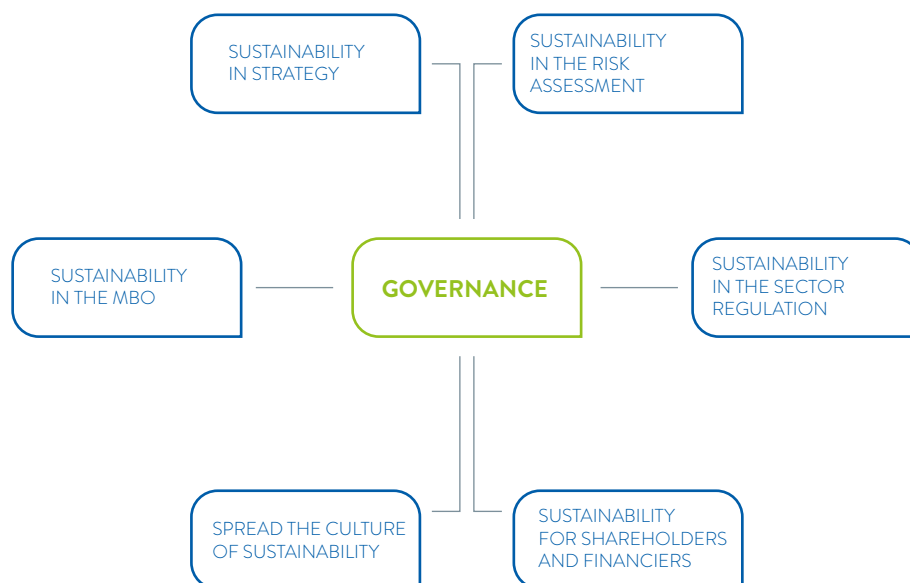 SUSTAINABILITY
IN STRATEGY
SUSTAINABILITY
IN THE RISK
ASSESSMENT
SUSTAINABILITY
IN THE MBO
GOVERNANCE
SUSTAINABILITY
IN THE SECTOR
REGULATION
SPREAD THE CULTURE
OF SUSTAINABILITY
SUSTAINABILITY
FOR SHAREHOLDERS
AND FINANCIERS